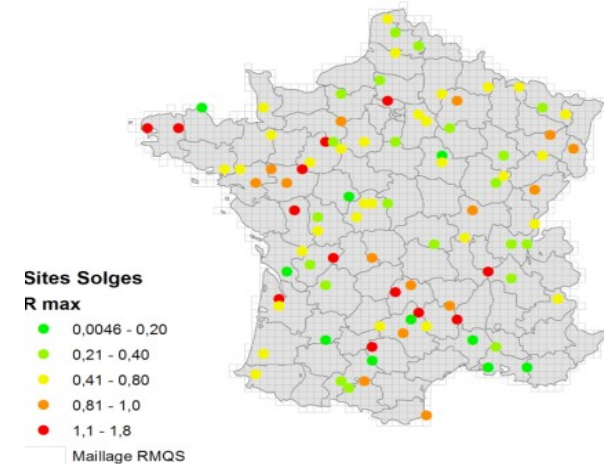 Sites Solges
R max
0,0046 - 0,20
0,21 - 0,40
0,41 - 0,80
0,81 - 1,0
1,1 - 1,8
Maillage RMQS